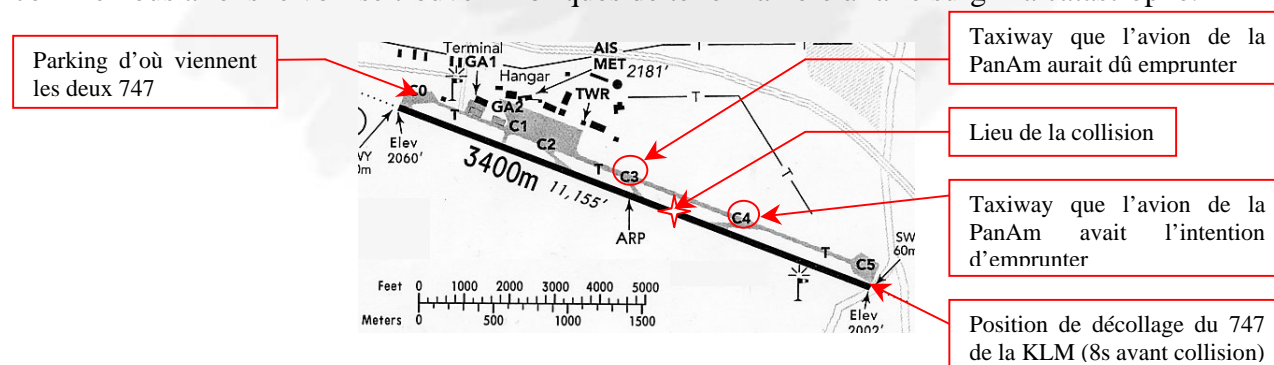 Parking d'où viennent
les deux 747
Taxiway que l'avion de la
PanAm aurait dû emprunter
Lieu de la collision
Taxiway que l'avion de la
PanAm avait l'intention
d'emprunter
Position de décollage du 747
de la KLM (8s avant collision)
Terminal
GA1
Hangar
AIS
MET
2181'
TWR
GA2
C0
T
C1
C2
T
C3
C4
T
C5
T
T
T
Elev
2060'
3400m
11,155'
ARP
SW
60m
Elev
2002'
Feet 0 1000 2000 3000 4000 5000
Meters 0 500 1000 1500